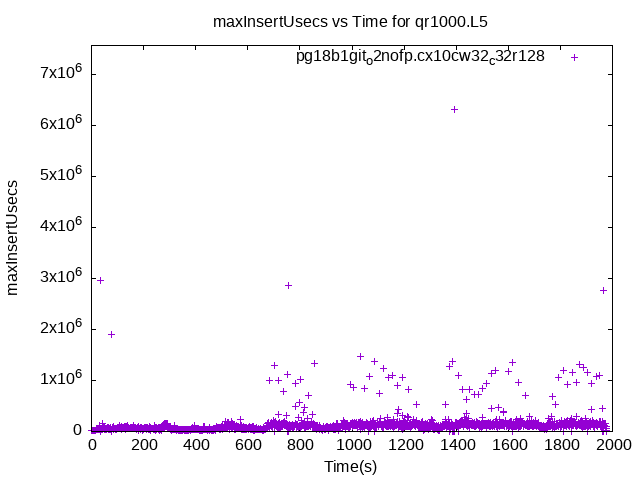 maxInsertUsecs vs Time for qr1000.L5
pg18b1git_o2nofp.cx10cw32_c32r128
7x10^6
6x10^6
5x10^6
4x10^6
3x10^6
2x10^6
1x10^6
0
maxInsertUsecs
0 200 400 600 800 1000 1200 1400 1600 1800 2000
Time(s)